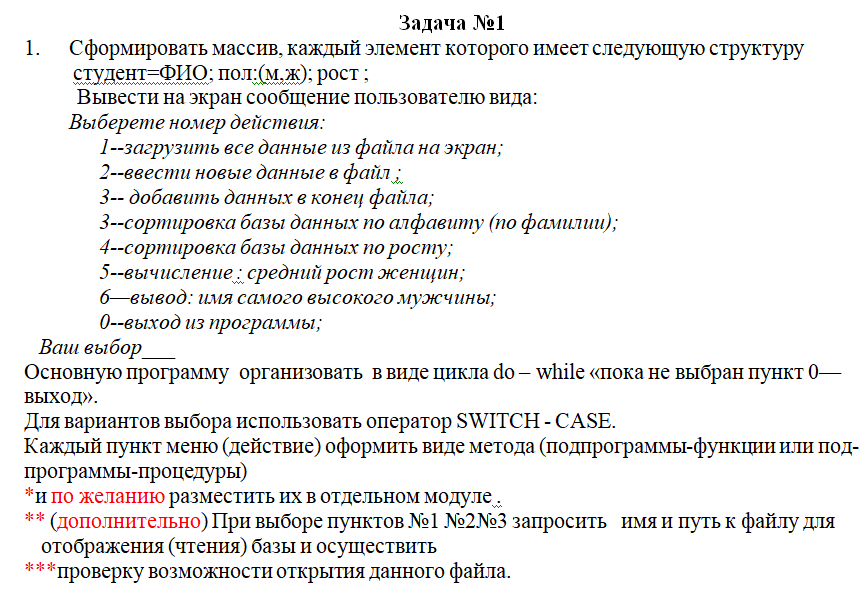 Задача №1
1. Сформировать массив, каждый элемент которого имеет следующую структуру
студент=ФИО; пол:(м,ж); рост ;
Вывести на экран сообщение пользователю вида:
Выберете номер действия:
1--загрузить все данные из файла на экран;
2--ввести новые данные в файл ;
3-- добавить данных в конец файла;
3--сортировка базы данных по алфавиту (по фамилии);
4--сортировка базы данных по росту;
5--вычисление : средний рост женщин;
6—вывод: имя самого высокого мужчины;
0--выход из программы;
Ваш выбор___
Основную программу организовать в виде цикла do – while «пока не выбран пункт 0—
выход».
Для вариантов выбора использовать оператор SWITCH - CASE.
Каждый пункт меню (действие) оформить виде метода (подпрограммы-функции или под-
программы-процедуры)
*и по желанию разместить их в отдельном модуле .
** (дополнительно) При выборе пунктов №1 №2№3 запросить имя и путь к файлу для
отображения (чтения) базы и осуществить
***проверку возможности открытия данного файла.